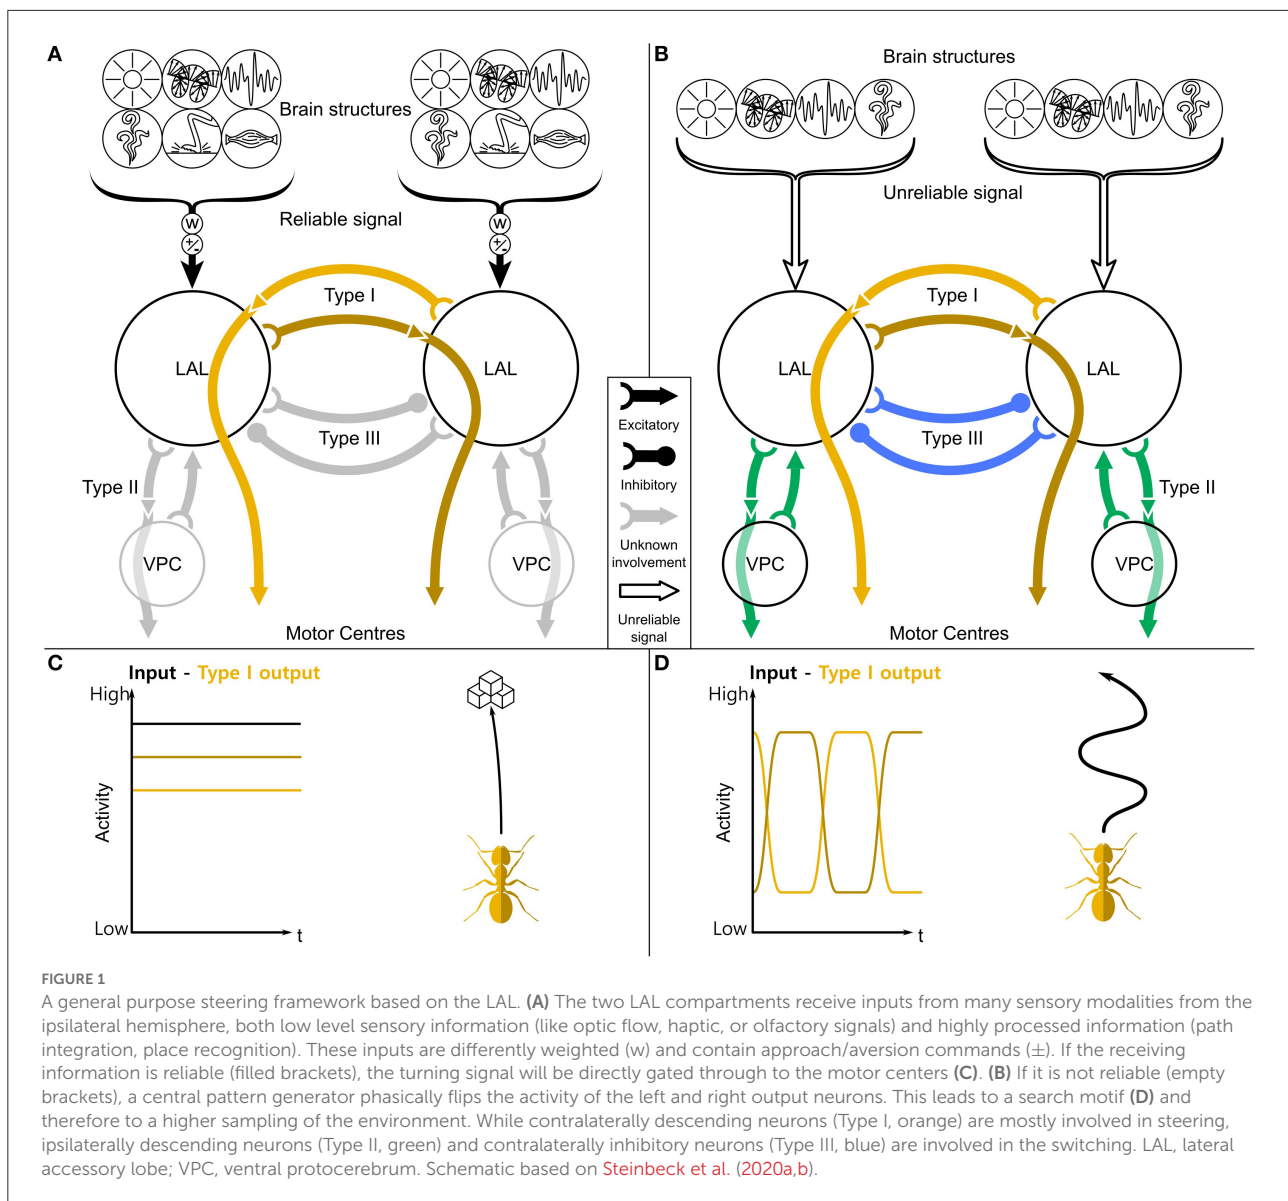 A
Brain structures
Reliable signal
W
+/-
W
+/-
Type I
LAL
LAL
Type III
Type II
VPC
VPC
Motor Centres
B
Brain structures
Unreliable signal
Type I
LAL
LAL
Type III
Type II
VPC
VPC
Motor Centres
Excitatory
Inhibitory
Unknown
involvement
Unreliable
signal
C
Input - Type I output
High
Activity
Low
t
D
Input - Type I output
High
Activity
Low
t
FIGURE 1
A general purpose steering framework based on the LAL. (A) The two LAL compartments receive inputs from many sensory modalities from the
ipsilateral hemisphere, both low level sensory information (like optic flow, haptic, or olfactory signals) and highly processed information (path
integration, place recognition). These inputs are differently weighted (w) and contain approach/aversion commands (±). If the receiving
information is reliable (filled brackets), the turning signal will be directly gated through to the motor centers (C). (B) If it is not reliable (empty
brackets), a central pattern generator phasically flips the activity of the left and right output neurons. This leads to a search motif (D) and
therefore to a higher sampling of the environment. While contralaterally descending neurons (Type I, orange) are mostly involved in steering,
ipsilaterally descending neurons (Type II, green) and contralaterally inhibitory neurons (Type III, blue) are involved in the switching. LAL, lateral
accessory lobe; VPC, ventral protocerebrum. Schematic based on Steinbeck et al. (2020a,b).